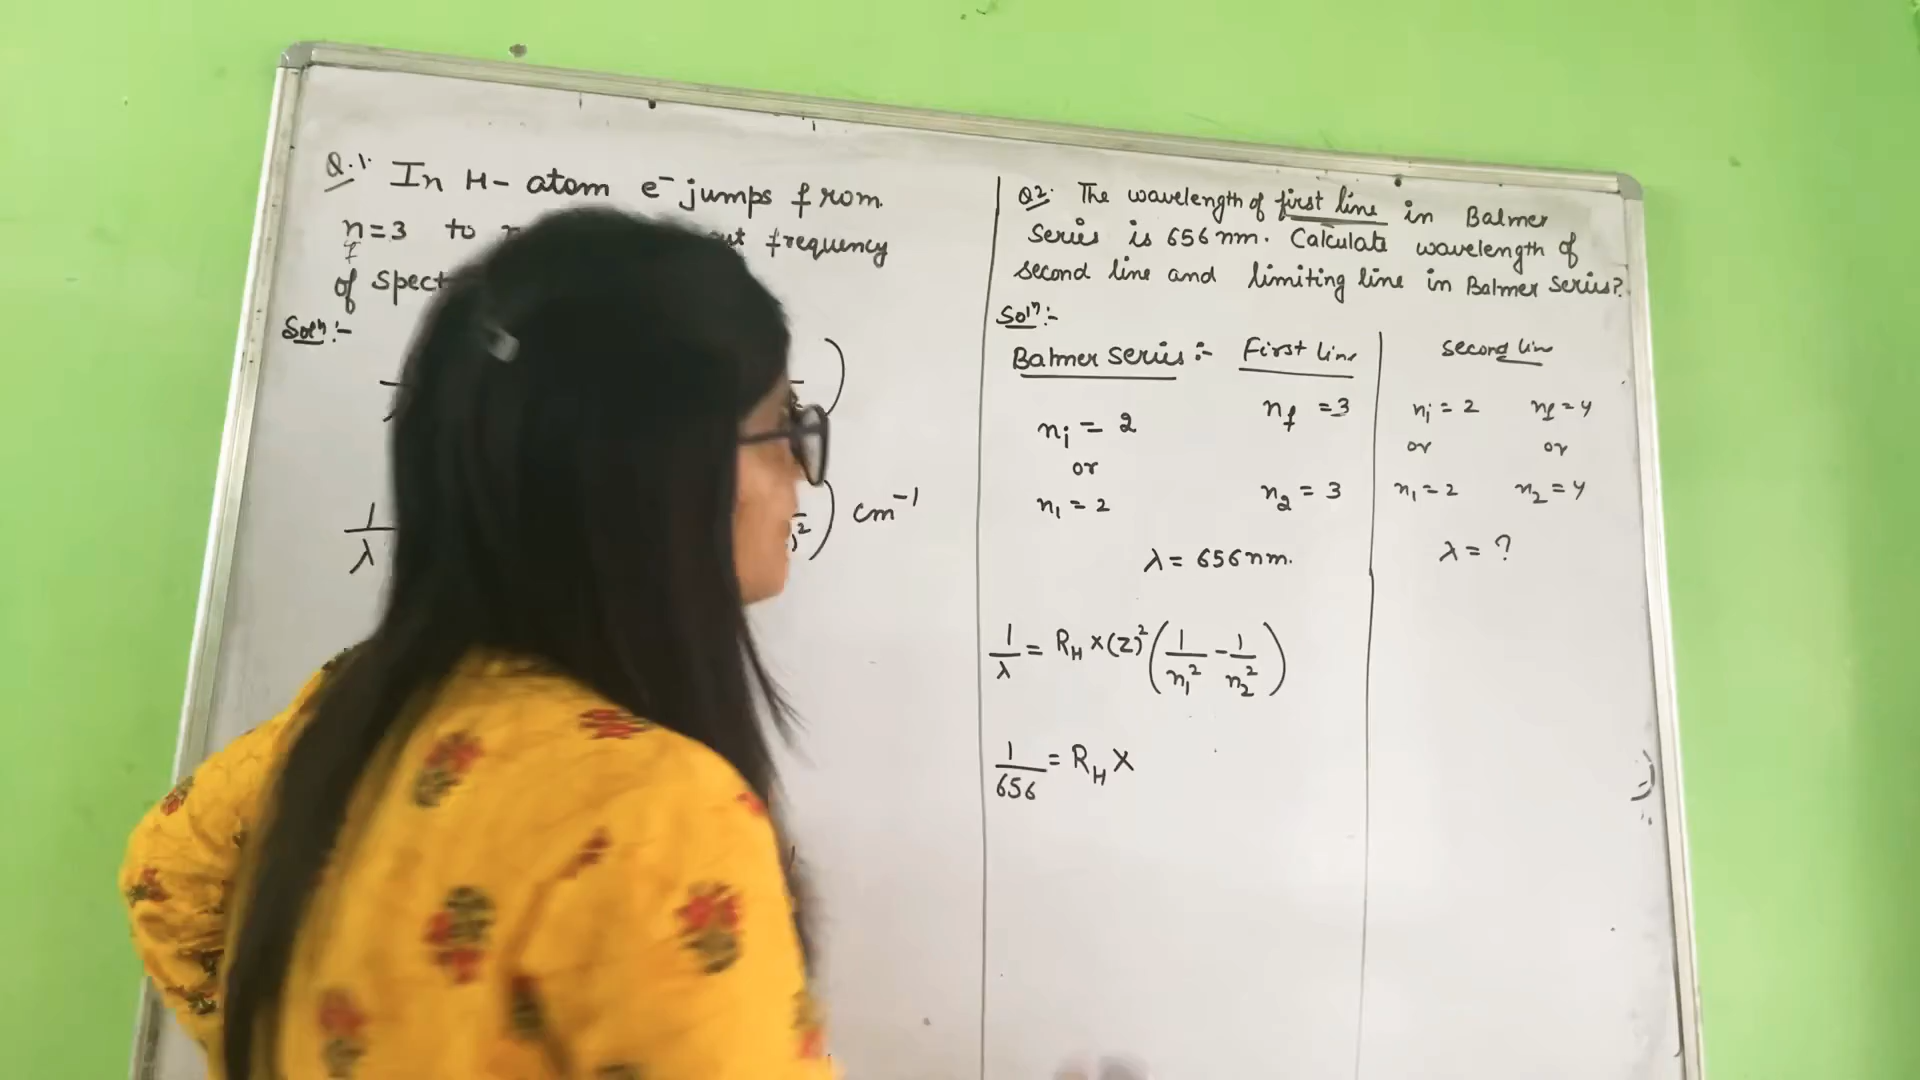 Q.1. In H-atom e⁻ jumps from
n=3 to frequency
of
Solⁿ:-
1/λ
) cm⁻¹
Q2. The wavelength of first line in Balmer
Series is 656 nm. Calculate wavelength of
second line and limiting line in Balmer Series?
Solⁿ:-
Balmer series :- First line
nᵢ = 2 n_f = 3
or
n₁ = 2 n₂ = 3
λ = 656 nm.
1/λ = R_H × (Z)² (1/n₁² - 1/n₂²)
1/656 = R_H ×
second line
nᵢ = 2 n_f = 4
or or
n₁ = 2 n₂ = 4
λ = ?